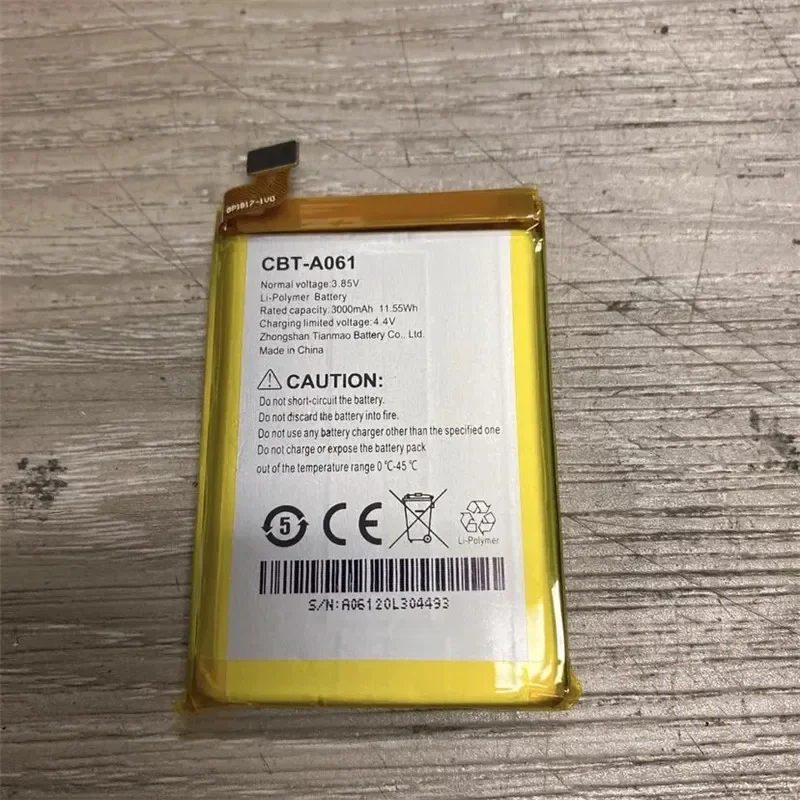 0P1817-1V0
CBT-A061
Normal voltage:3.85V
Li-Polymer Battery
Rated capacity:3000mAh 11.55Wh
Charging limited voltage:4.4V
Zhongshan Tianmao Battery Co., Ltd.
Made in China
CAUTION:
Do not short-circuit the battery.
Do not discard the battery into fire.
Do not use any battery charger other than the specified one.
Do not charge or expose the battery pack
out of the temperature range 0 ℃-45 ℃
5 CE
Li-Polymer
S/N:A06120L304493